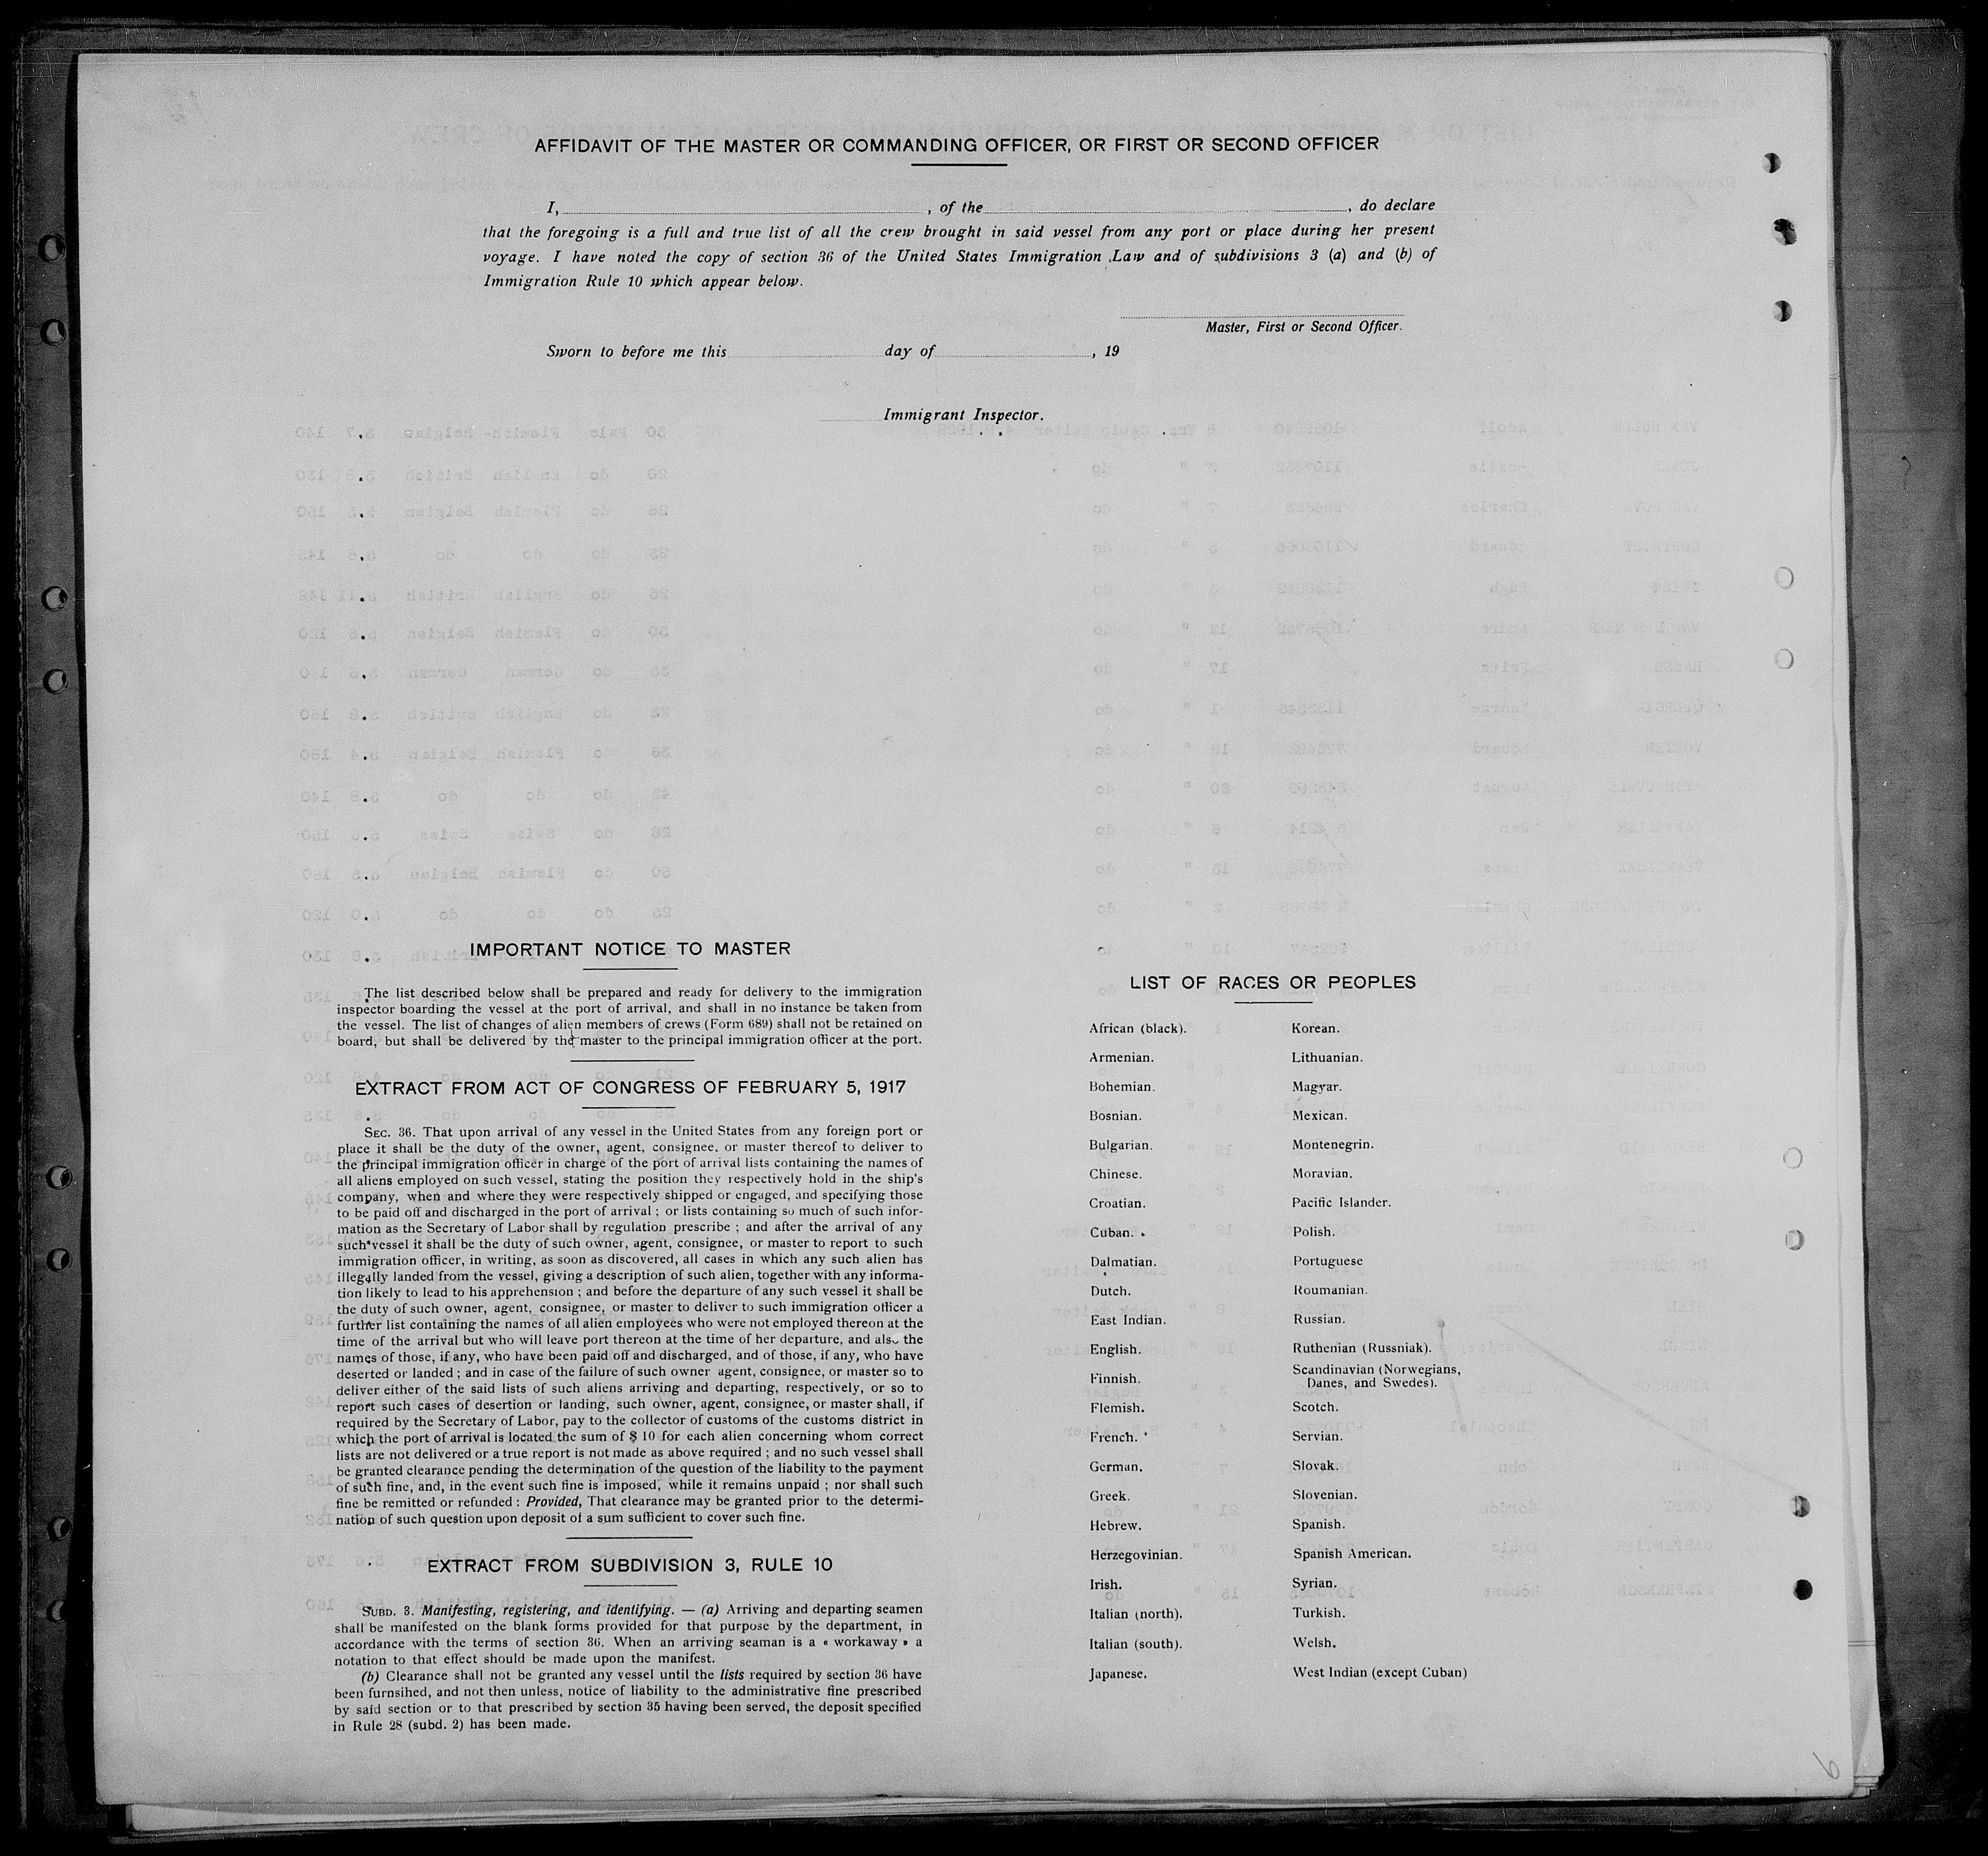 AFFIDAVIT OF THE MASTER OR COMMANDING OFFICER, OR FIRST OR SECOND OFFICER
I, , of the , do declare
that the foregoing is a full and true list of all the crew brought in said vessel from any port or place during her present
voyage. I have noted the copy of section 36 of the United States Immigration Law and of subdivisions 3 (a) and (b) of
Immigration Rule 10 which appear below.
Master, First or Second Officer.
Sworn to before me this day of , 19
Immigrant Inspector.
IMPORTANT NOTICE TO MASTER
The list described below shall be prepared and ready for delivery to the immigration
inspector boarding the vessel at the port of arrival, and shall in no instance be taken from
the vessel. The list of changes of alien members of crews (Form 689) shall not be retained on
board, but shall be delivered by the master to the principal immigration officer at the port.
EXTRACT FROM ACT OF CONGRESS OF FEBRUARY 5, 1917
SEC. 36. That upon arrival of any vessel in the United States from any foreign port or
place it shall be the duty of the owner, agent, consignee, or master thereof to deliver to
the principal immigration officer in charge of the port of arrival lists containing the names of
all aliens employed on such vessel, stating the position they respectively hold in the ship's
company, when and where they were respectively shipped or engaged, and specifying those
to be paid off and discharged in the port of arrival ; or lists containing so much of such infor-
mation as the Secretary of Labor shall by regulation prescribe ; and after the arrival of any
such vessel it shall be the duty of such owner, agent, consignee, or master to report to such
immigration officer, in writing, as soon as discovered, all cases in which any such alien has
illegally landed from the vessel, giving a description of such alien, together with any informa-
tion likely to lead to his apprehension ; and before the departure of any such vessel it shall be
the duty of such owner, agent, consignee, or master to deliver to such immigration officer a
further list containing the names of all alien employees who were not employed thereon at the
time of the arrival but who will leave port thereon at the time of her departure, and also the
names of those, if any, who have been paid off and discharged, and of those, if any, who have
deserted or landed ; and in case of the failure of such owner agent, consignee, or master so to
deliver either of the said lists of such aliens arriving and departing, respectively, or so to
report such cases of desertion or landing, such owner, agent, consignee, or master shall, if
required by the Secretary of Labor, pay to the collector of customs of the customs district in
which the port of arrival is located the sum of $ 10 for each alien concerning whom correct
lists are not delivered or a true report is not made as above required ; and no such vessel shall
be granted clearance pending the determination of the question of the liability to the payment
of such fine, and, in the event such fine is imposed, while it remains unpaid ; nor shall such
fine be remitted or refunded : Provided, That clearance may be granted prior to the determi-
nation of such question upon deposit of a sum sufficient to cover such fine.
EXTRACT FROM SUBDIVISION 3, RULE 10
SUBD. 3. Manifesting, registering, and identifying. — (a) Arriving and departing seamen
shall be manifested on the blank forms provided for that purpose by the department, in
accordance with the terms of section 36. When an arriving seaman is a « workaway » a
notation to that effect should be made upon the manifest.
(b) Clearance shall not be granted any vessel until the lists required by section 36 have
been furnsihed, and not then unless, notice of liability to the administrative fine prescribed
by said section or to that prescribed by section 35 having been served, the deposit specified
in Rule 28 (subd. 2) has been made.
LIST OF RACES OR PEOPLES
African (black).
Armenian.
Bohemian.
Bosnian.
Bulgarian.
Chinese.
Croatian.
Cuban.
Dalmatian.
Dutch.
East Indian.
English.
Finnish.
Flemish.
French.
German.
Greek.
Hebrew.
Herzegovinian.
Irish.
Italian (north).
Italian (south).
Japanese.
Korean.
Lithuanian.
Magyar.
Mexican.
Montenegrin.
Moravian.
Pacific Islander.
Polish.
Portuguese
Roumanian.
Russian.
Ruthenian (Russniak).
Scandinavian (Norwegians,
Danes, and Swedes).
Scotch.
Servian.
Slovak.
Slovenian.
Spanish.
Spanish American.
Syrian.
Turkish.
Welsh.
West Indian (except Cuban)